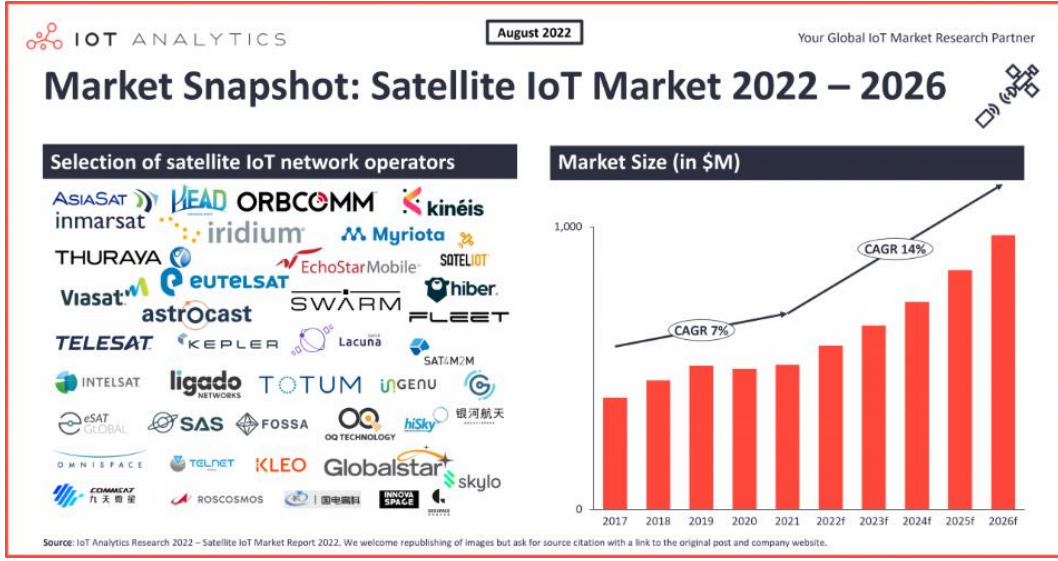 IOT ANALYTICS
August 2022
Your Global IoT Market Research Partner
Market Snapshot: Satellite IoT Market 2022 – 2026
Selection of satellite IoT network operators
ASIASAT HEAD ORBCOMM kinéis
inmarsat iridium Myriota
THURAYA EchoStar Mobile SATELIOT
Viasat eutelsat SWARM hiber.
astrocast FLEET
TELESAT KEPLER Lacuna
SAT4M2M
INTELSAT ligado TOTUM inGENU
NETWORKS
eSAT SAS FOSSA OQ hiSky 银河航天
GLOBAL OQ TECHNOLOGY
OMNISPACE TELNET KLEO Globalstar skylo
COMMSAT ROSCOSMOS 国电高科 INNOVA
九天微星 SPACE
Market Size (in $M)
1,000
CAGR 14%
CAGR 7%
0
2017 2018 2019 2020 2021 2022f 2023f 2024f 2025f 2026f
Source: IoT Analytics Research 2022 – Satellite IoT Market Report 2022. We welcome republishing of images but ask for source citation with a link to the original post and company website.